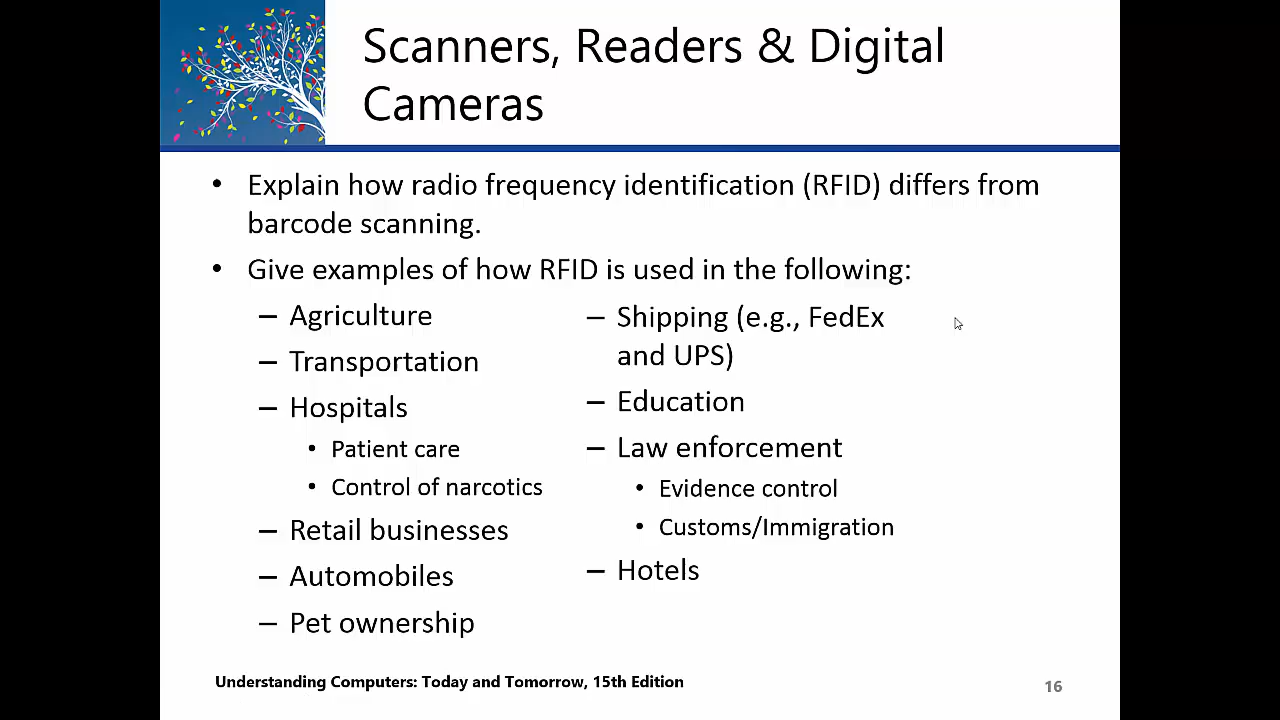 Scanners, Readers & Digital
Cameras
• Explain how radio frequency identification (RFID) differs from
barcode scanning.
• Give examples of how RFID is used in the following:
– Agriculture
– Transportation
– Hospitals
• Patient care
• Control of narcotics
– Retail businesses
– Automobiles
– Pet ownership
– Shipping (e.g., FedEx
and UPS)
– Education
– Law enforcement
• Evidence control
• Customs/Immigration
– Hotels
Understanding Computers: Today and Tomorrow, 15th Edition
16